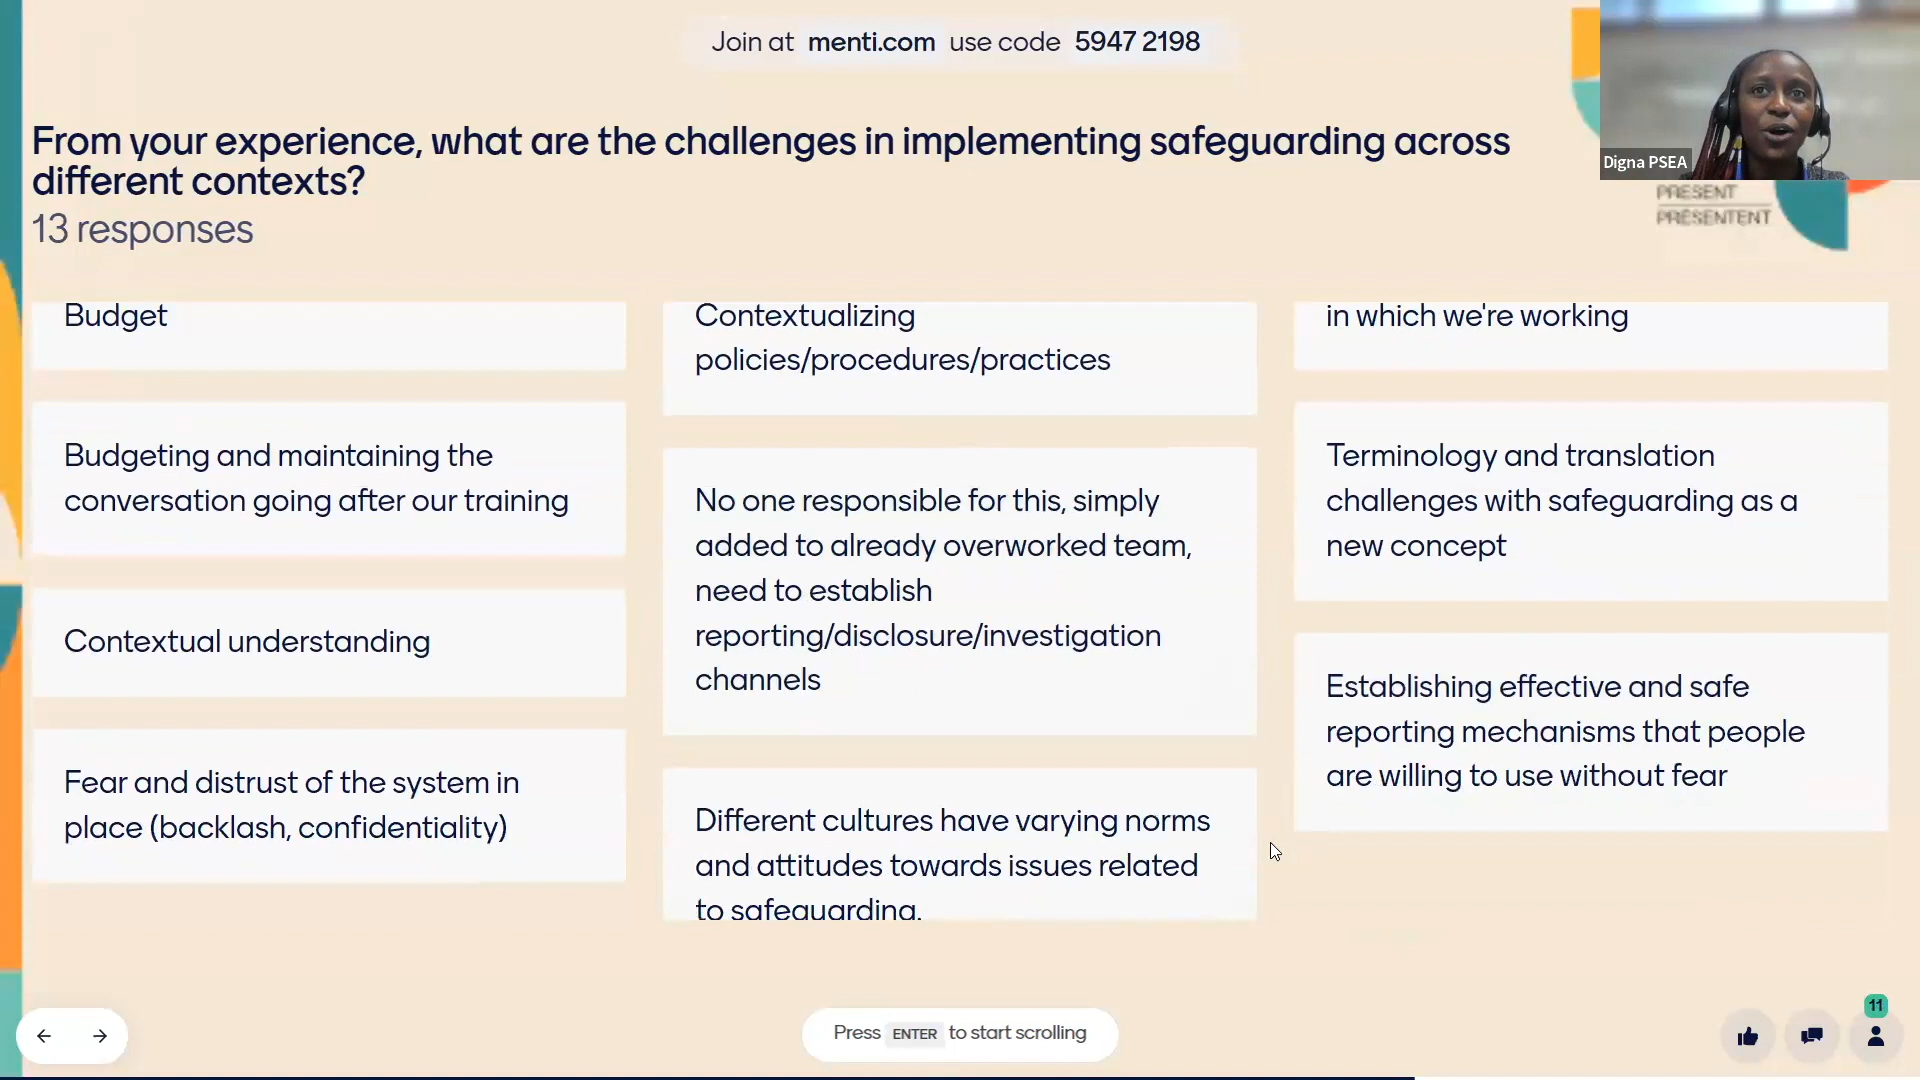 Join at menti.com use code 5947 2198
Digna PSEA
PRESENT
PRÉSENTENT
From your experience, what are the challenges in implementing safeguarding across
different contexts?
13 responses
Budget
Budgeting and maintaining the
conversation going after our training
Contextual understanding
Fear and distrust of the system in
place (backlash, confidentiality)
Contextualizing
policies/procedures/practices
No one responsible for this, simply
added to already overworked team,
need to establish
reporting/disclosure/investigation
channels
Different cultures have varying norms
and attitudes towards issues related
to safeguarding.
in which we're working
Terminology and translation
challenges with safeguarding as a
new concept
Establishing effective and safe
reporting mechanisms that people
are willing to use without fear
Press ENTER to start scrolling
11